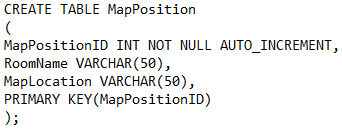 CREATE TABLE MapPosition
(
MapPositionID INT NOT NULL AUTO_INCREMENT,
RoomName VARCHAR(50),
MapLocation VARCHAR(50),
PRIMARY KEY(MapPositionID)
);